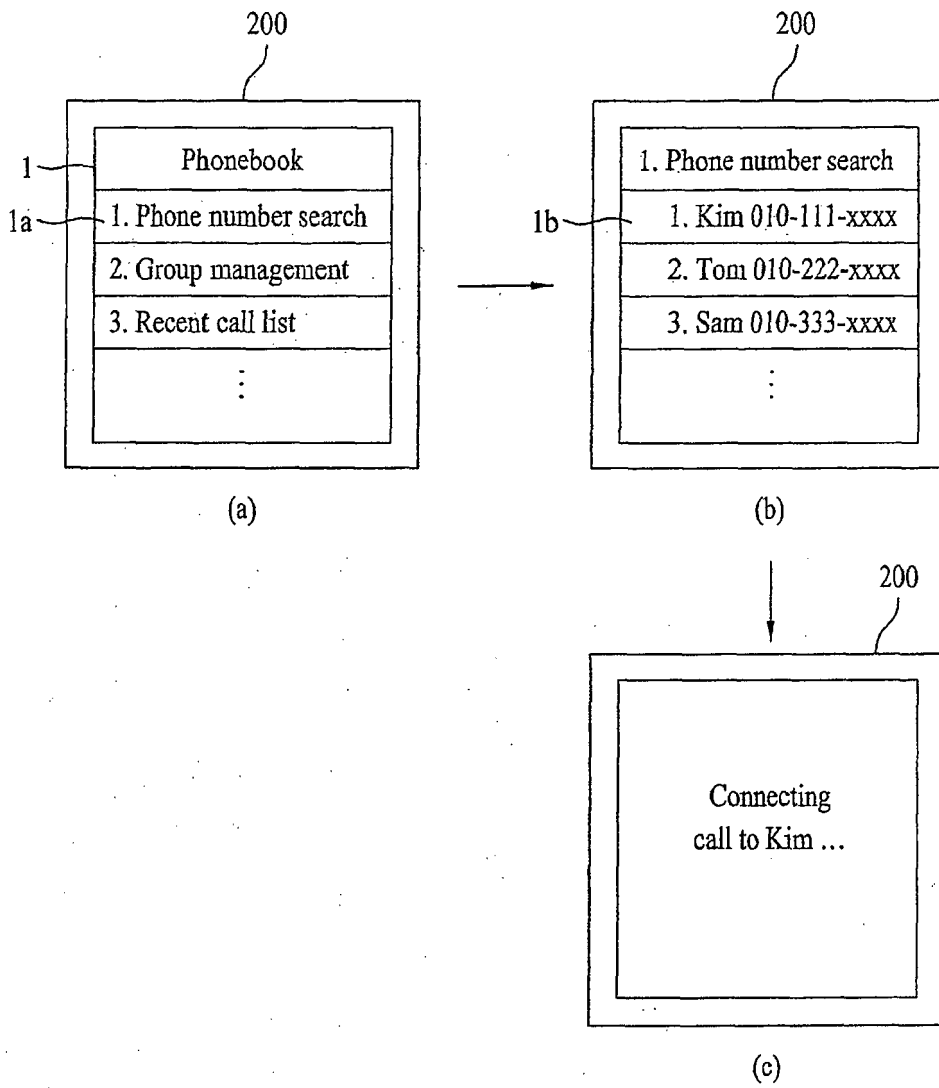 200
1
Phonebook
1a
1. Phone number search
2. Group management
3. Recent call list
⋮
(a)
200
1. Phone number search
1b
1. Kim 010-111-xxxx
2. Tom 010-222-xxxx
3. Sam 010-333-xxxx
⋮
(b)
200
Connecting
call to Kim ...
(c)